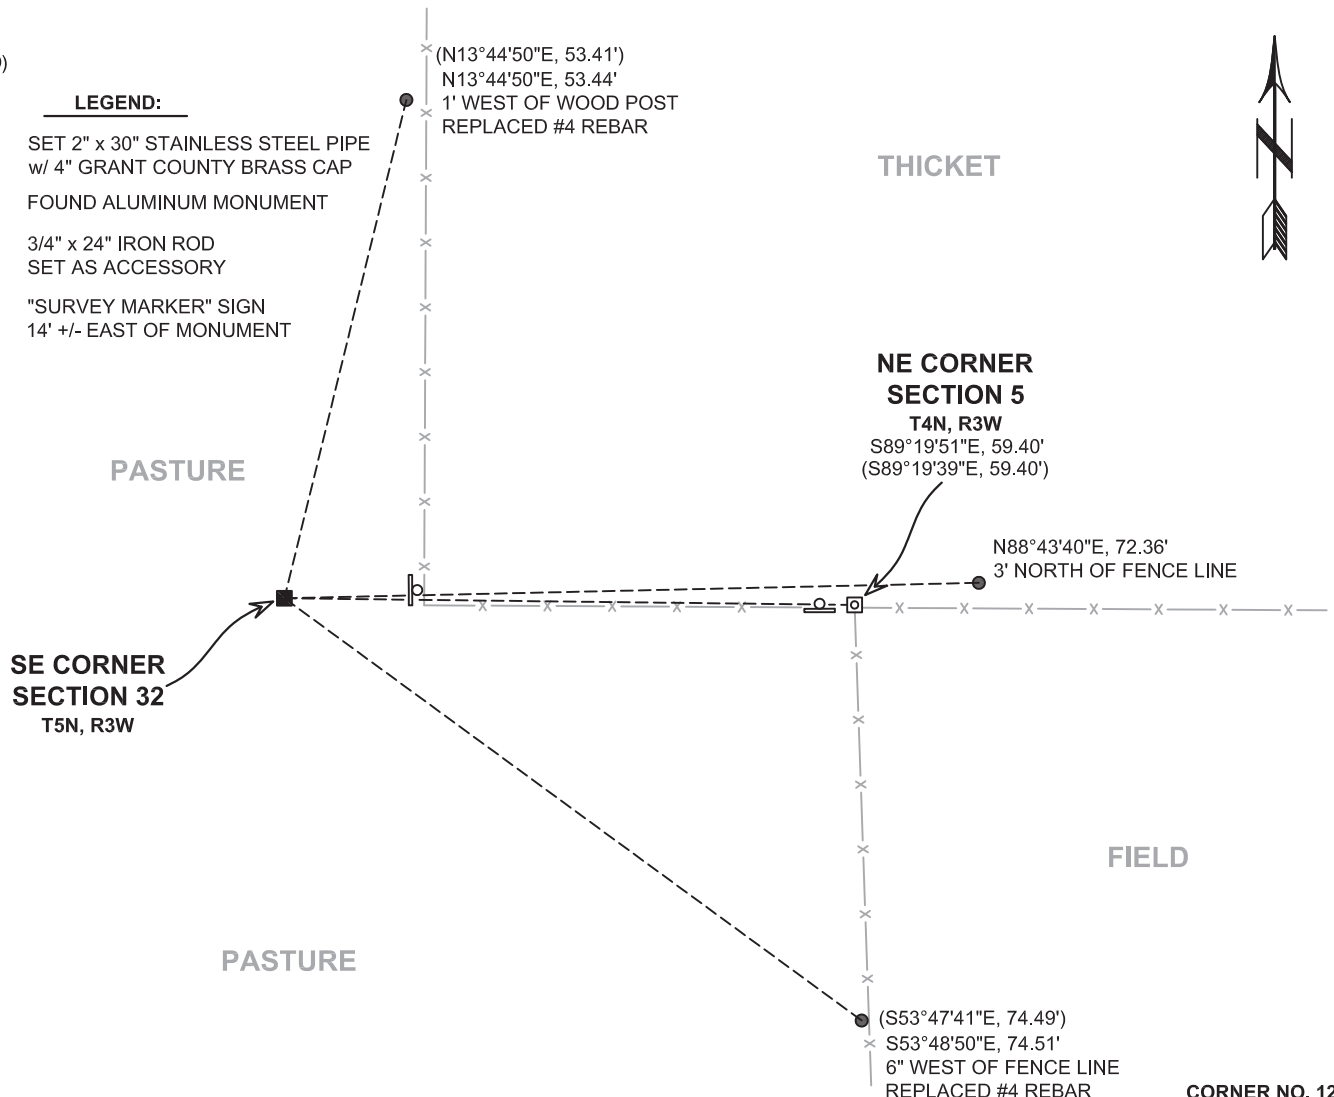 (N13°44'50"E, 53.41')
N13°44'50"E, 53.44'
1' WEST OF WOOD POST
REPLACED #4 REBAR
LEGEND:
SET 2" x 30" STAINLESS STEEL PIPE
w/ 4" GRANT COUNTY BRASS CAP
FOUND ALUMINUM MONUMENT
3/4" x 24" IRON ROD
SET AS ACCESSORY
"SURVEY MARKER" SIGN
14' +/- EAST OF MONUMENT
THICKET
N
NE CORNER
SECTION 5
T4N, R3W
S89°19'51"E, 59.40'
(S89°19'39"E, 59.40')
PASTURE
N88°43'40"E, 72.36'
3' NORTH OF FENCE LINE
SE CORNER
SECTION 32
T5N, R3W
FIELD
PASTURE
(S53°47'41"E, 74.49')
S53°48'50"E, 74.51'
6" WEST OF FENCE LINE
REPLACED #4 REBAR
CORNER NO. 12